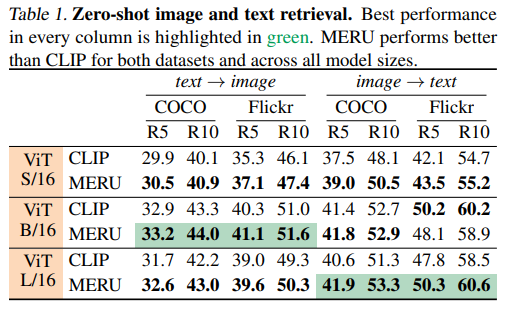 Table 1. Zero-shot image and text retrieval. Best performance
in every column is highlighted in green. MERU performs better
than CLIP for both datasets and across all model sizes.
text → image image → text
COCO Flickr COCO Flickr
R5 R10 R5 R10 R5 R10 R5 R10
ViT S/16 CLIP 29.9 40.1 35.3 46.1 37.5 48.1 42.1 54.7
MERU 30.5 40.9 37.1 47.4 39.0 50.5 43.5 55.2
ViT B/16 CLIP 32.9 43.3 40.3 51.0 41.4 52.7 50.2 60.2
MERU 33.2 44.0 41.1 51.6 41.8 52.9 48.1 58.9
ViT L/16 CLIP 31.7 42.2 39.0 49.3 40.6 51.3 47.8 58.5
MERU 32.6 43.0 39.6 50.3 41.9 53.3 50.3 60.6